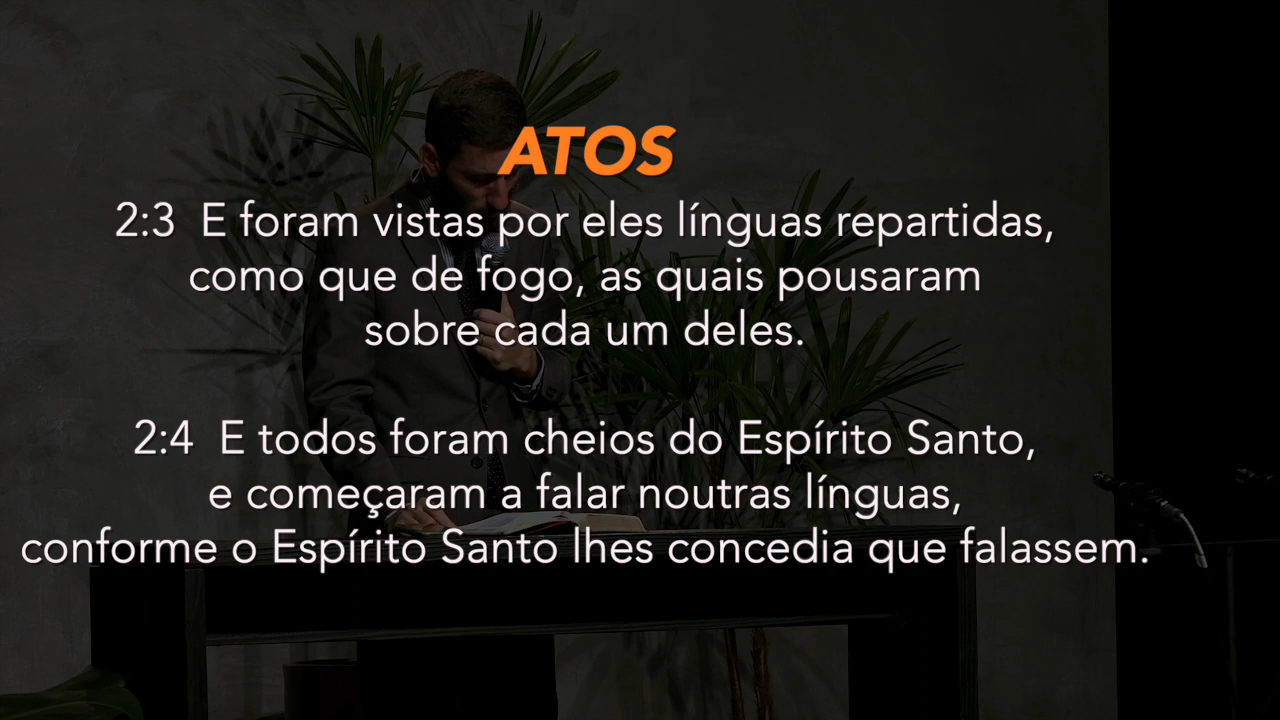 ATOS
2:3 E foram vistas por eles línguas repartidas,
como que de fogo, as quais pousaram
sobre cada um deles.
2:4 E todos foram cheios do Espírito Santo,
e começaram a falar noutras línguas,
conforme o Espírito Santo lhes concedia que falassem.